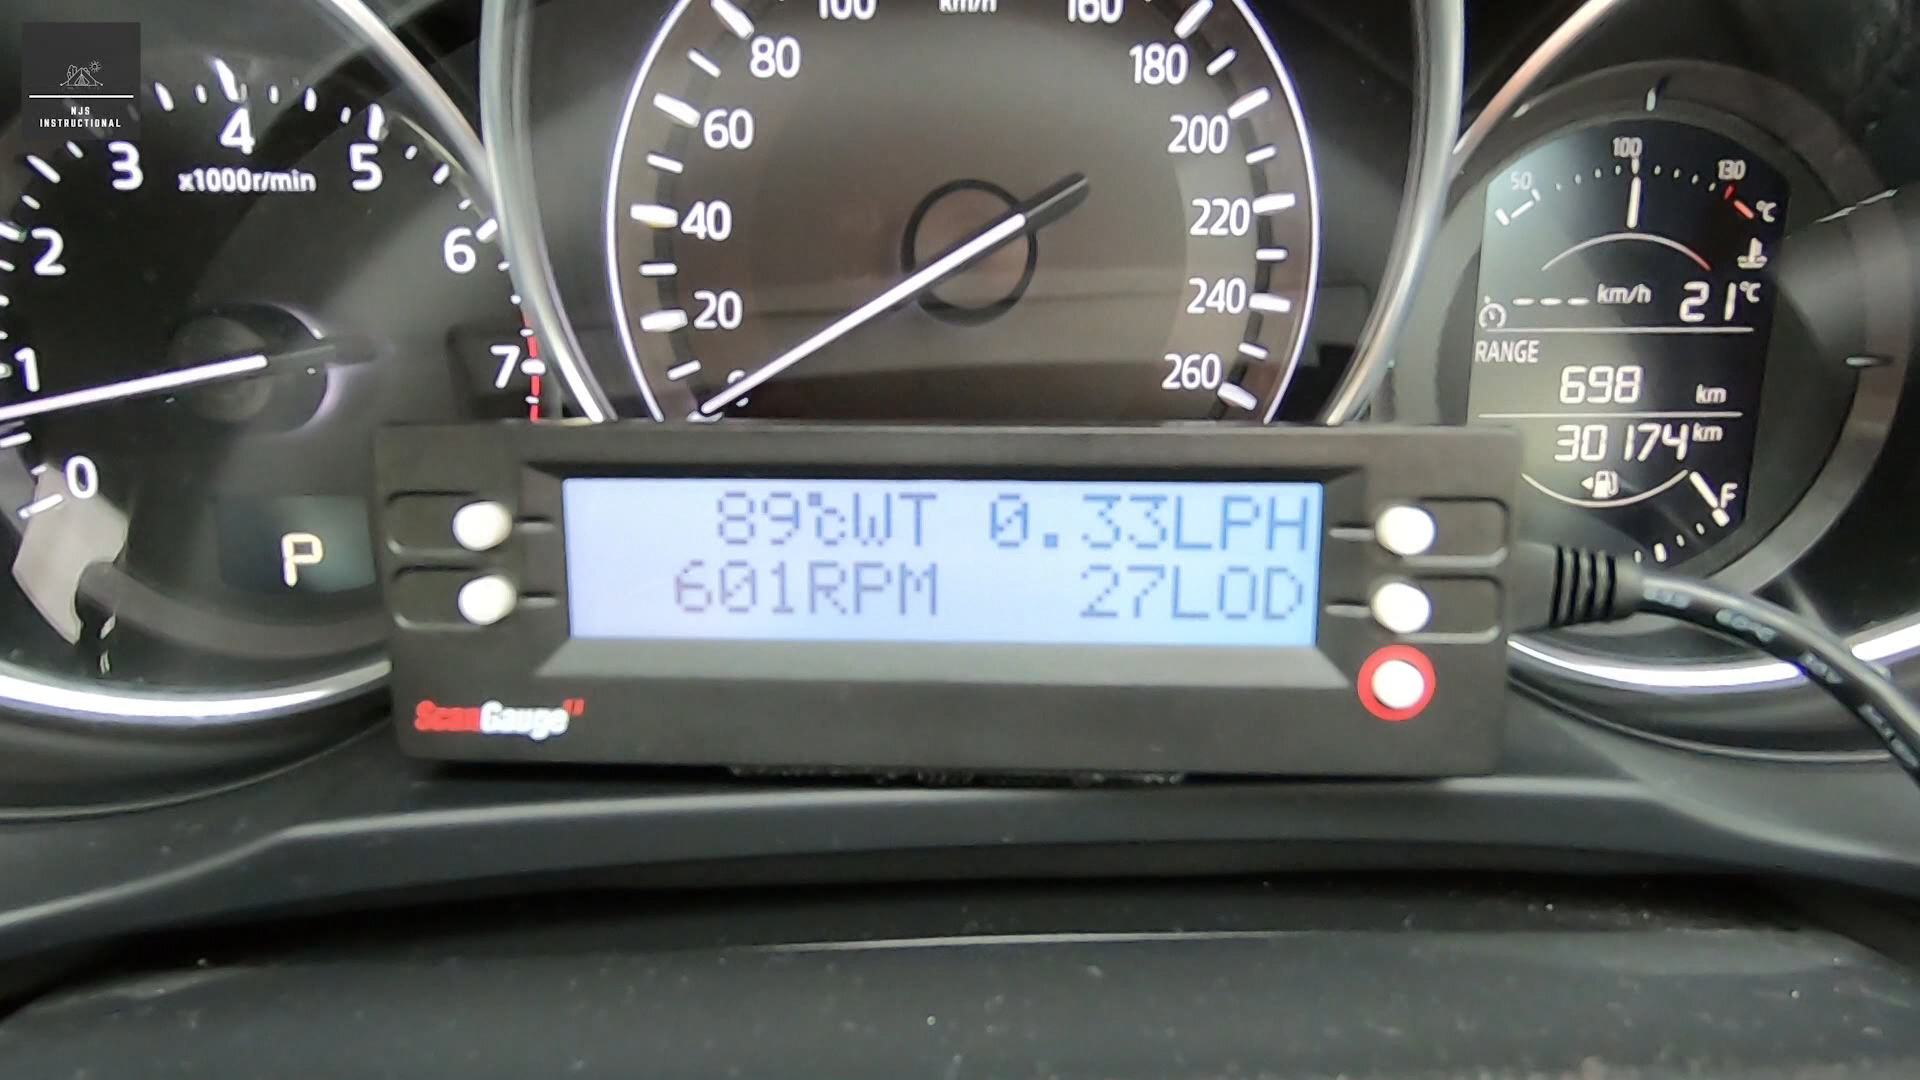 NJS
INSTRUCTIONAL
0
1
2
3
4
5
6
7
x1000r/min
P
20
40
60
80
100
km/h
160
180
200
220
240
260
50
100
130
℃
--- km/h 21℃
RANGE
698 km
30174 km
F
89℃WT 0.33LPH
601RPM 27LOD
ScanGauge II